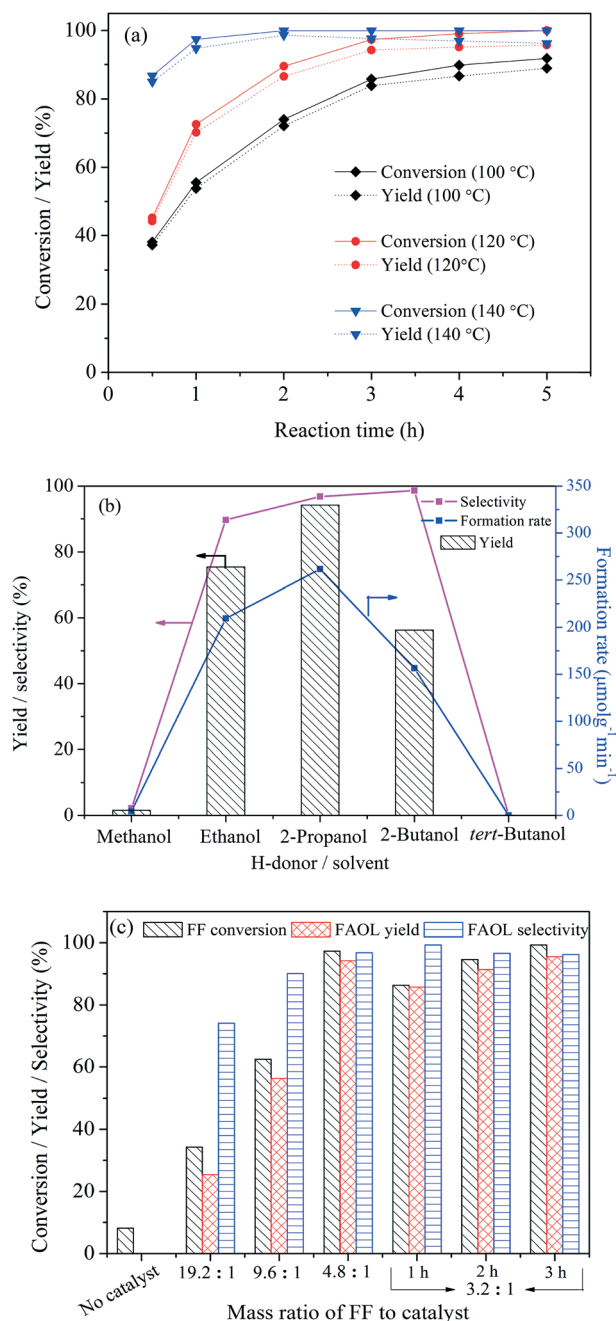 (a)
100
80
60
40
20
0
Conversion / Yield (%)
Conversion (100 °C)
Yield (100 °C)
Conversion (120 °C)
Yield (120°C)
Conversion (140 °C)
Yield (140 °C)
0 1 2 3 4 5
Reaction time (h)
(b)
100
80
60
40
20
0
Yield / selectivity (%)
Selectivity
Formation rate
Yield
350
300
250
200
150
100
50
0
Formation rate (μmolg⁻¹min⁻¹)
Methanol Ethanol 2-Propanol 2-Butanol tert-Butanol
H-donor / solvent
(c)
FF conversion FAOL yield FAOL selectivity
100
80
60
40
20
0
Conversion / Yield / Selectivity (%)
No catalyst 19.2 : 1 9.6 : 1 4.8 : 1 1 h 2 h 3 h
3.2 : 1
Mass ratio of FF to catalyst